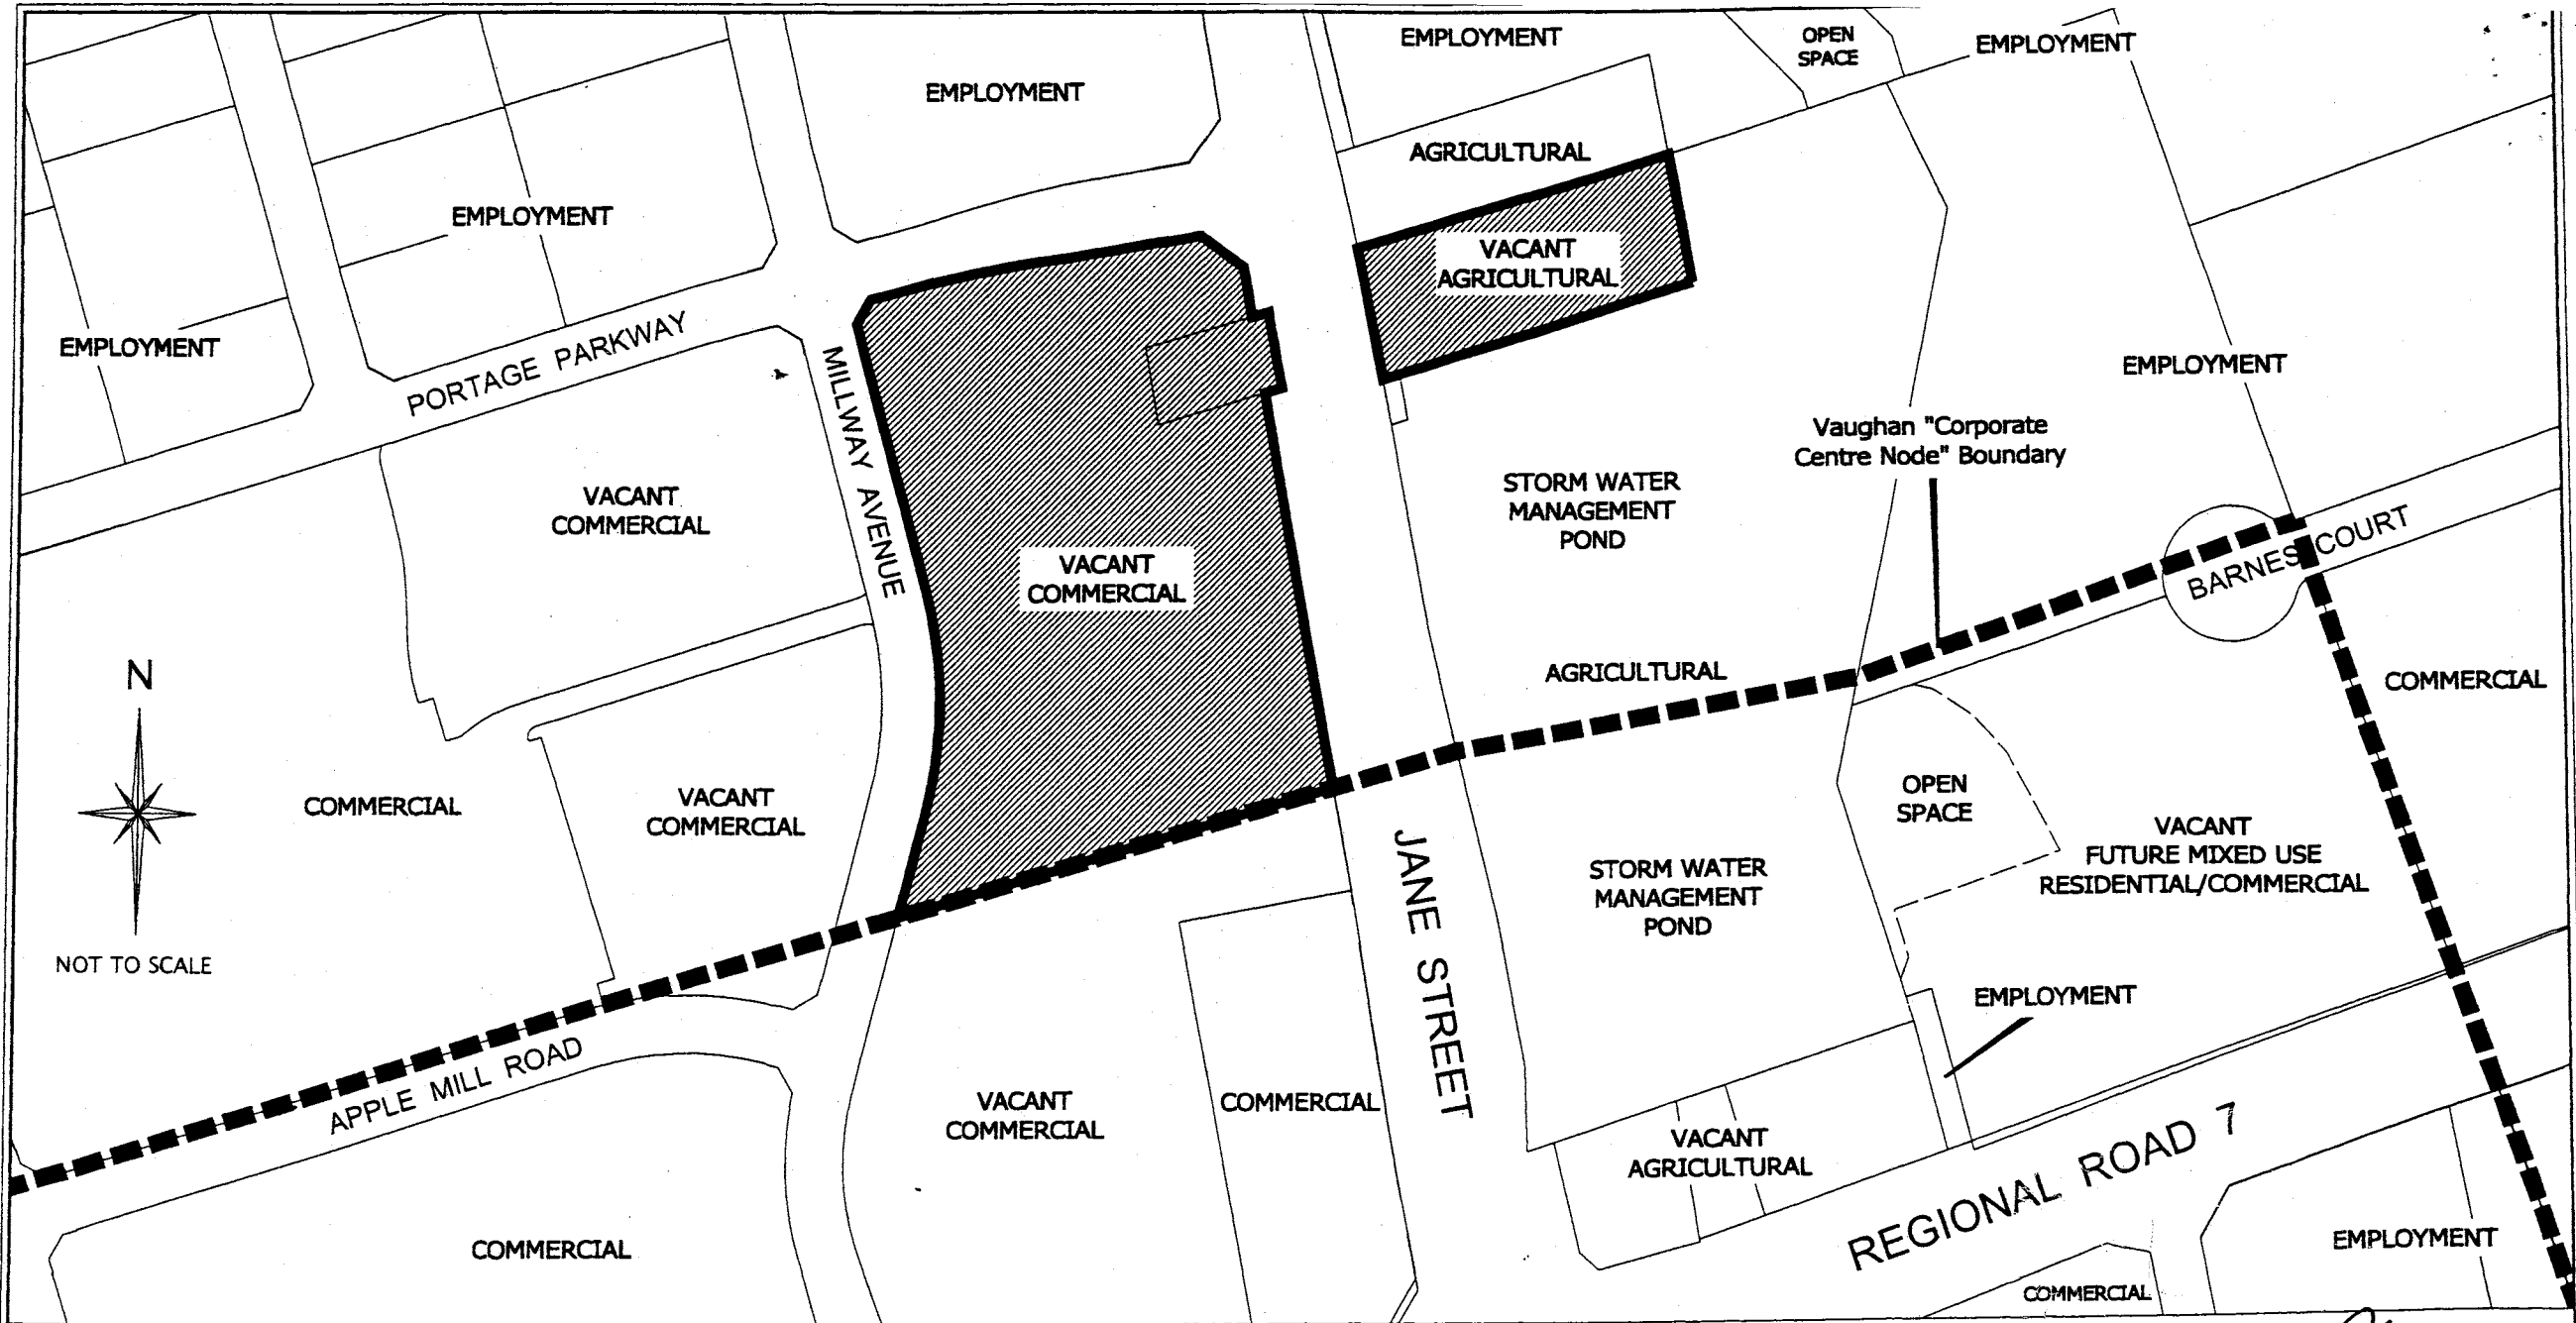 EMPLOYMENT
OPEN
SPACE
EMPLOYMENT
EMPLOYMENT
AGRICULTURAL
EMPLOYMENT
VACANT
AGRICULTURAL
EMPLOYMENT
PORTAGE PARKWAY
MILLWAY AVENUE
EMPLOYMENT
Vaughan "Corporate
Centre Node" Boundary
VACANT
COMMERCIAL
STORM WATER
MANAGEMENT
POND
VACANT
COMMERCIAL
BARNES COURT
N
AGRICULTURAL
COMMERCIAL
COMMERCIAL
VACANT
COMMERCIAL
OPEN
SPACE
VACANT
FUTURE MIXED USE
RESIDENTIAL/COMMERCIAL
JANE STREET
STORM WATER
MANAGEMENT
POND
NOT TO SCALE
EMPLOYMENT
APPLE MILL ROAD
VACANT
COMMERCIAL
COMMERCIAL
VACANT
AGRICULTURAL
REGIONAL ROAD 7
COMMERCIAL
EMPLOYMENT
COMMERCIAL